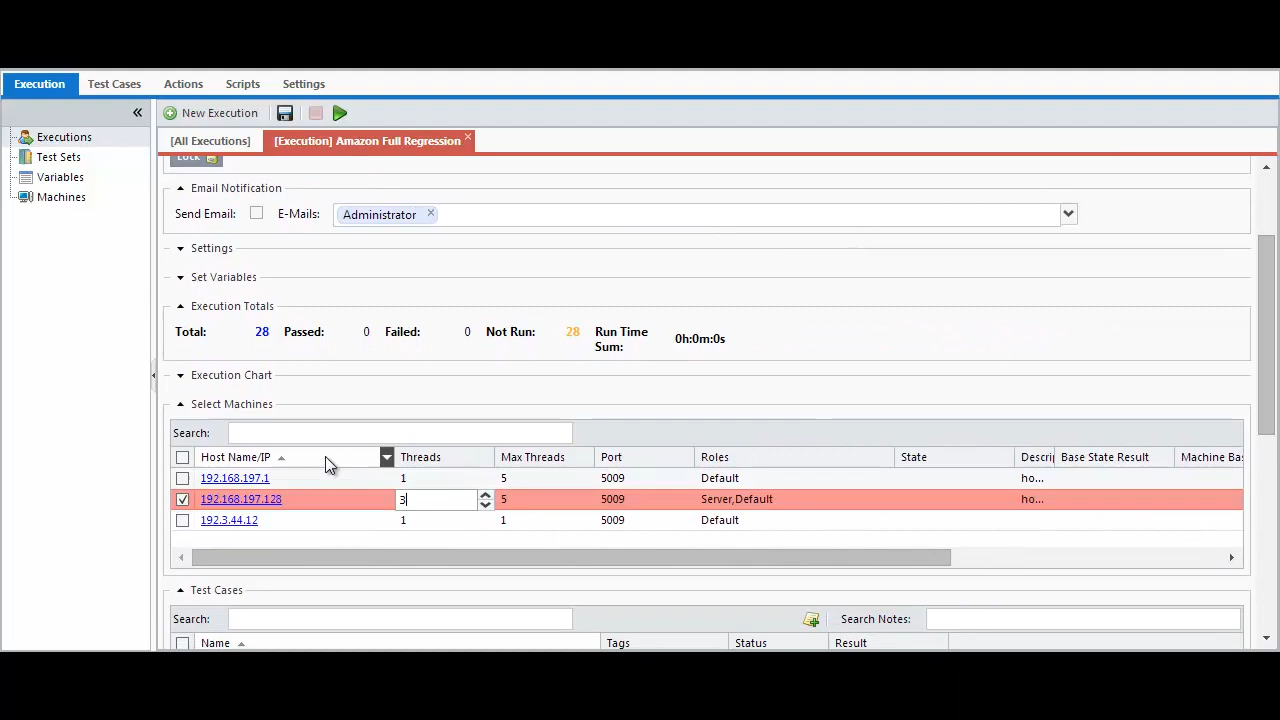 Execution Test Cases Actions Scripts Settings
« New Execution
Executions [All Executions] [Execution] Amazon Full Regression
Test Sets
Lock
Variables
Machines
Email Notification
Send Email: E-Mails: Administrator
Settings
Set Variables
Execution Totals
Total: 28 Passed: 0 Failed: 0 Not Run: 28 Run Time Sum: 0h:0m:0s
Execution Chart
Select Machines
Search:
Host Name/IP Threads Max Threads Port Roles State Descrip Base State Result Machine Bas
192.168.197.1 1 5 5009 Default ho...
192.168.197.128 3 5 5009 Server,Default ho...
192.3.44.12 1 1 5009 Default
Test Cases
Search: Search Notes:
Name Tags Status Result